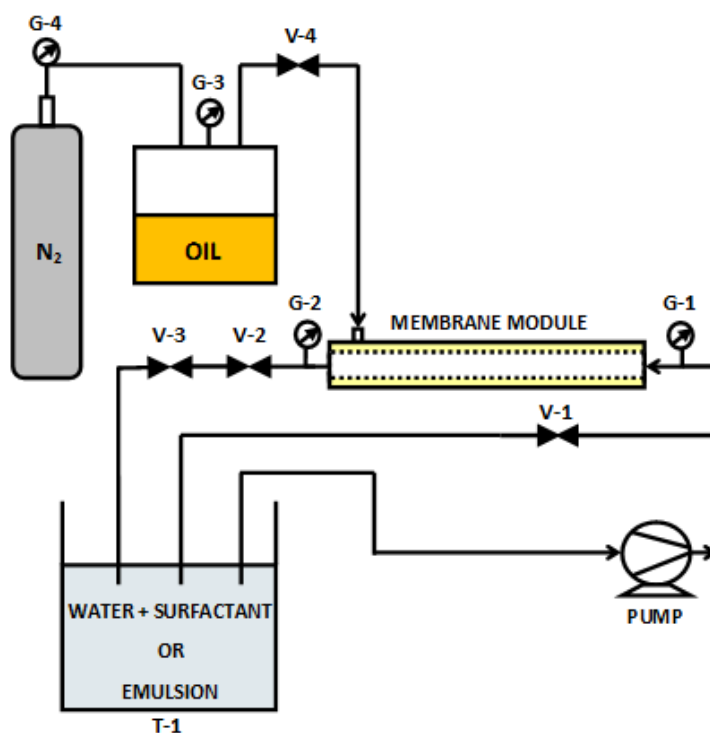 G-4
V-4
G-3
N₂
OIL
G-2
MEMBRANE MODULE
G-1
V-3
V-2
V-1
WATER + SURFACTANT
OR
EMULSION
T-1
PUMP